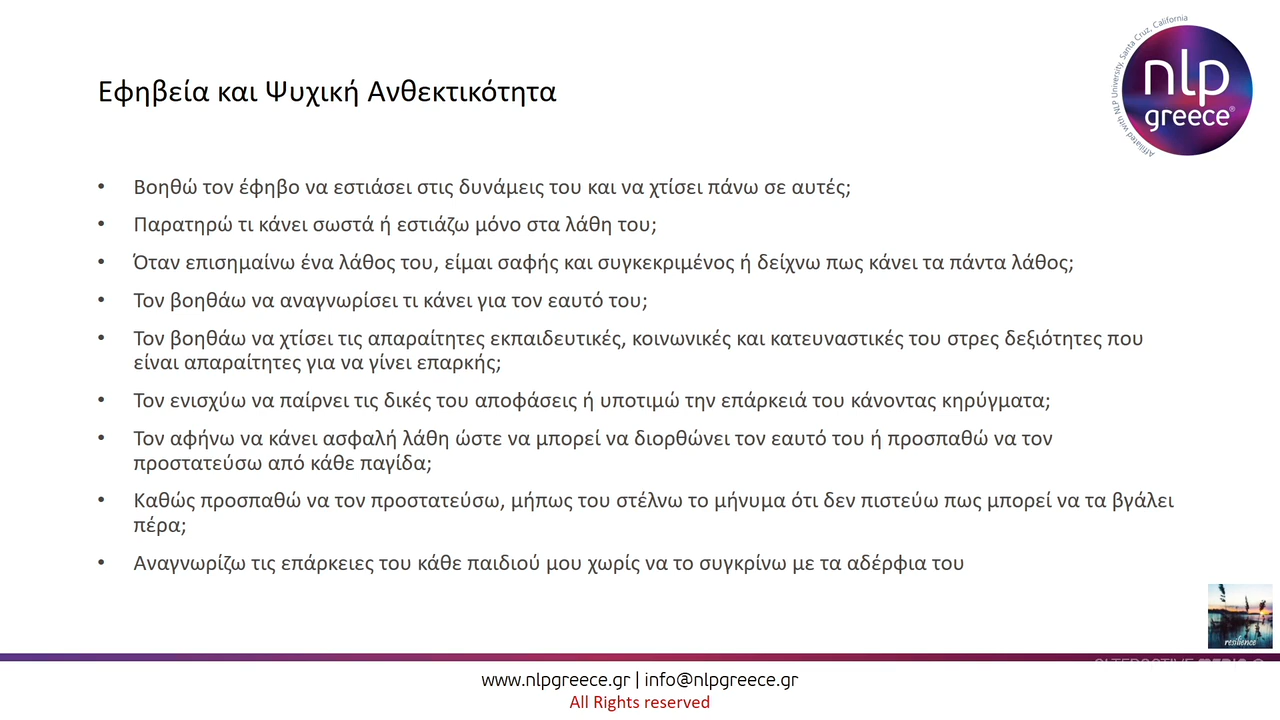 Affiliated with NLP University, Santa Cruz, California
nlp
greece®
Εφηβεία και Ψυχική Ανθεκτικότητα
• Βοηθώ τον έφηβο να εστιάσει στις δυνάμεις του και να χτίσει πάνω σε αυτές;
• Παρατηρώ τι κάνει σωστά ή εστιάζω μόνο στα λάθη του;
• Όταν επισημαίνω ένα λάθος του, είμαι σαφής και συγκεκριμένος ή δείχνω πως κάνει τα πάντα λάθος;
• Τον βοηθάω να αναγνωρίσει τι κάνει για τον εαυτό του;
• Τον βοηθάω να χτίσει τις απαραίτητες εκπαιδευτικές, κοινωνικές και κατευναστικές του στρες δεξιότητες που
είναι απαραίτητες για να γίνει επαρκής;
• Τον ενισχύω να παίρνει τις δικές του αποφάσεις ή υποτιμώ την επάρκειά του κάνοντας κηρύγματα;
• Τον αφήνω να κάνει ασφαλή λάθη ώστε να μπορεί να διορθώνει τον εαυτό του ή προσπαθώ να τον
προστατεύσω από κάθε παγίδα;
• Καθώς προσπαθώ να τον προστατεύσω, μήπως του στέλνω το μήνυμα ότι δεν πιστεύω πως μπορεί να τα βγάλει
πέρα;
• Αναγνωρίζω τις επάρκειες του κάθε παιδιού μου χωρίς να το συγκρίνω με τα αδέρφια του
resilience
www.nlpgreece.gr | info@nlpgreece.gr
All Rights reserved